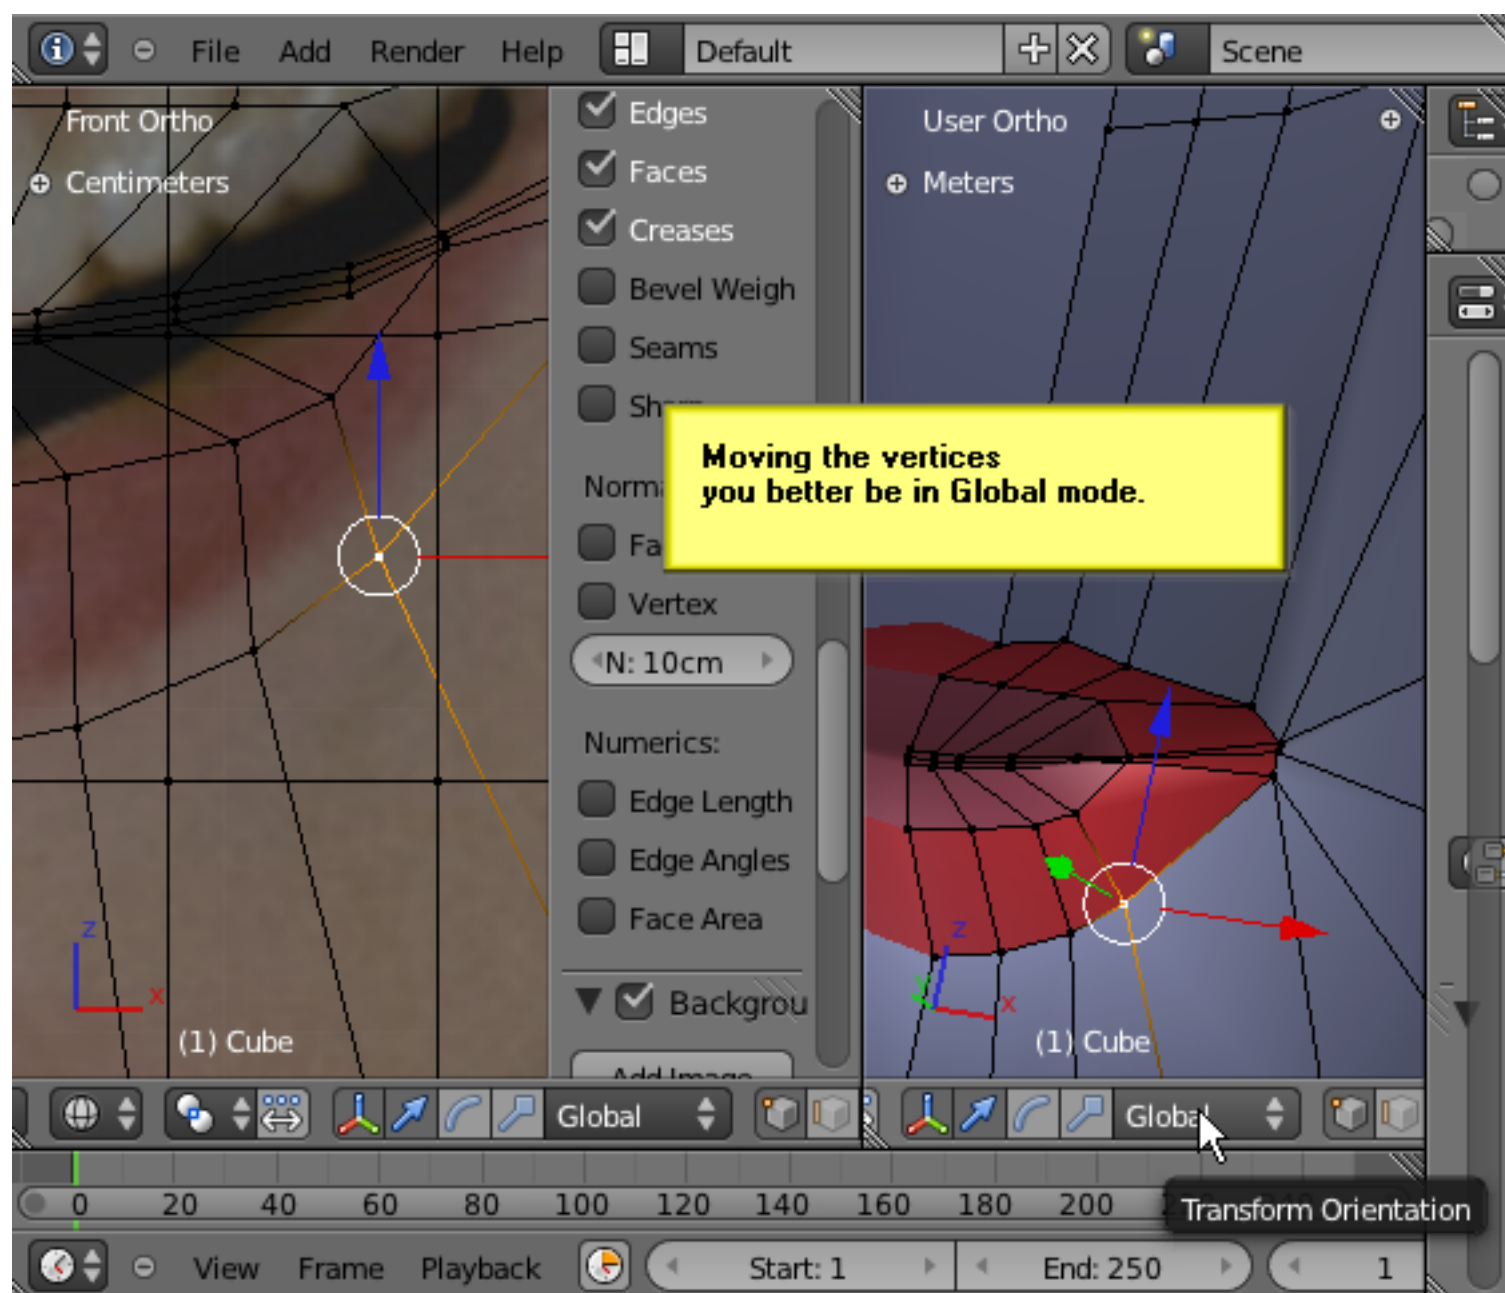 File Add Render Help Default Scene
Front Ortho
Centimeters
Edges
Faces
Creases
Bevel Weigh
Seams
Norma
Vertex
N: 10cm
Numerics:
Edge Length
Edge Angles
Face Area
Backgrou
Add Image
User Ortho
Meters
Moving the vertices
you better be in Global mode.
z
x
(1) Cube
z
y
x
(1) Cube
Global
Global
0 20 40 60 80 100 120 140 160 180 200
Transform Orientation
View Frame Playback Start: 1 End: 250 1